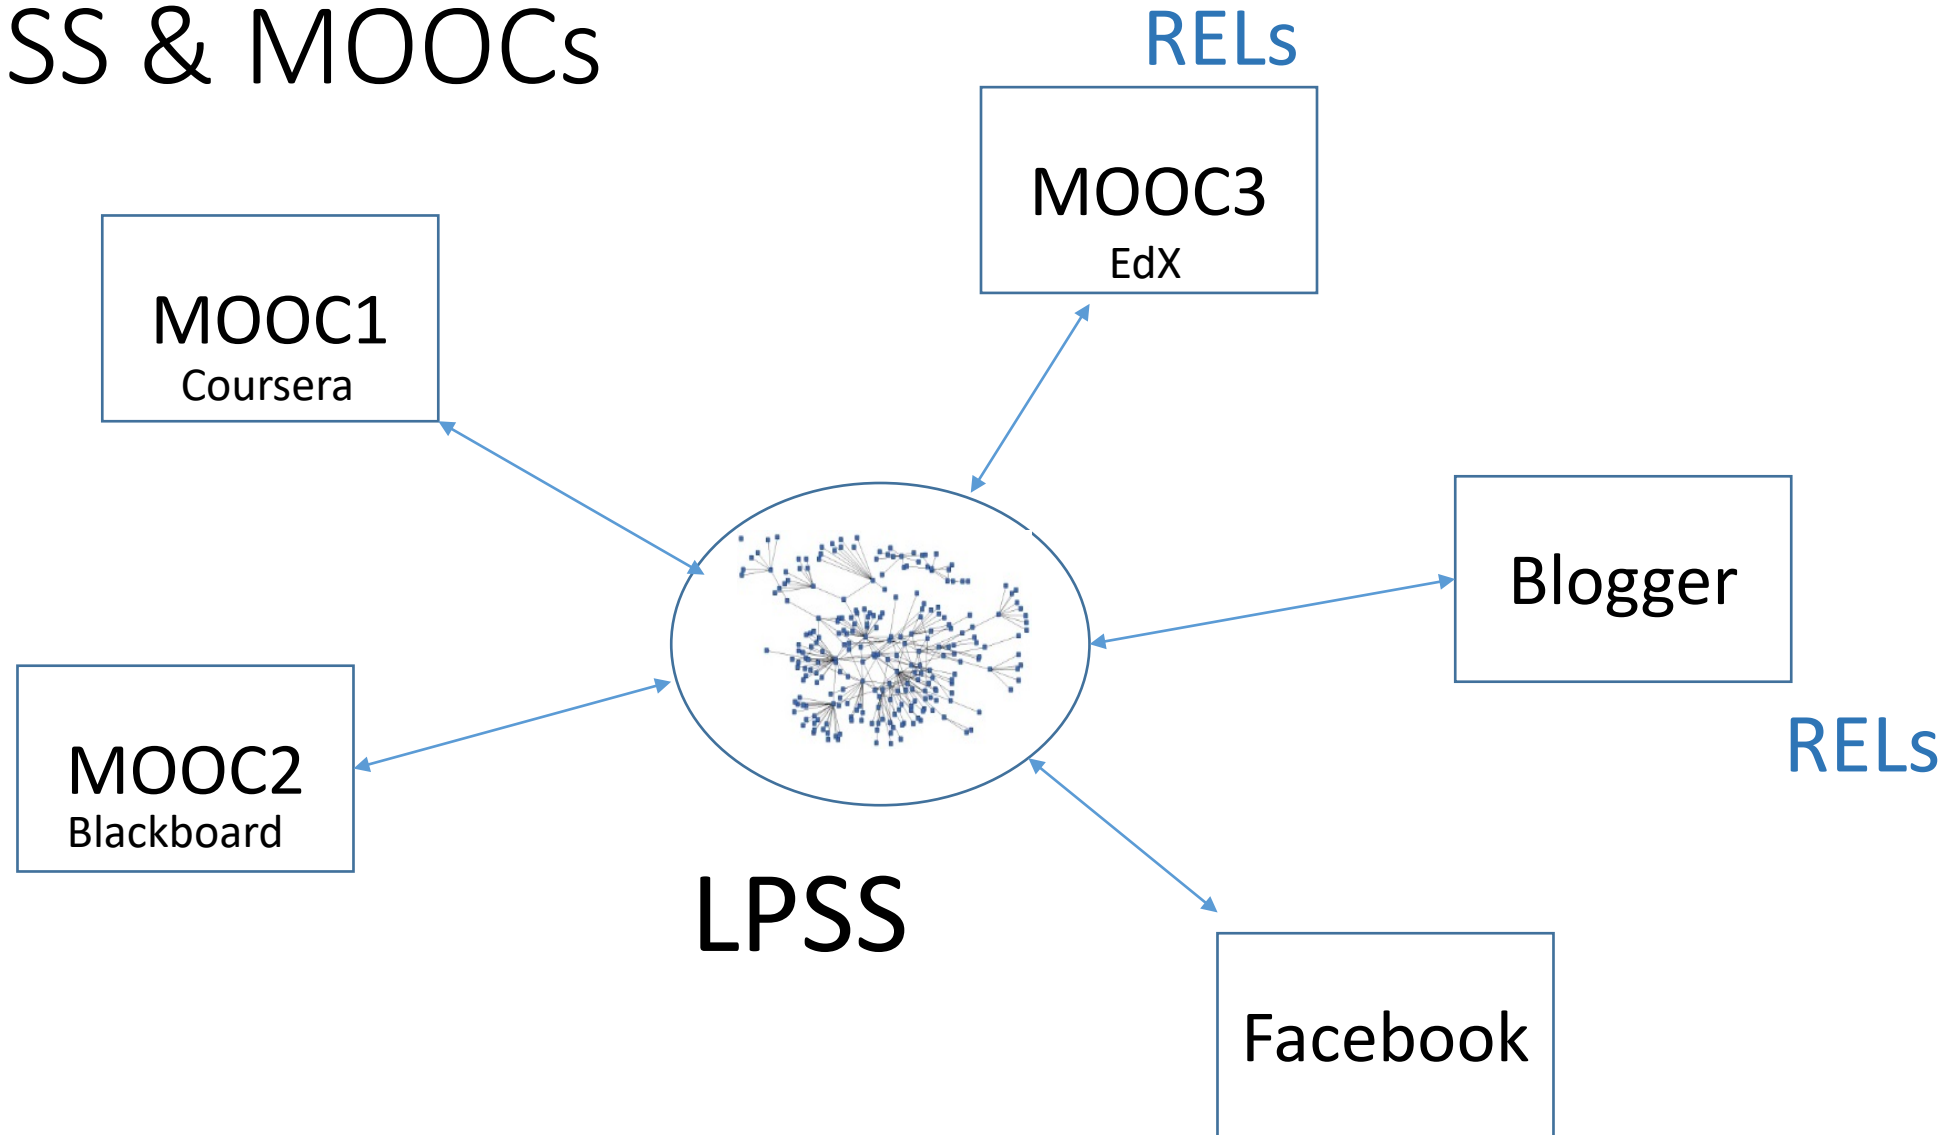 SS & MOOCs
RELs
MOOC3
EdX
MOOC1
Coursera
Blogger
RELs
MOOC2
Blackboard
LPSS
Facebook